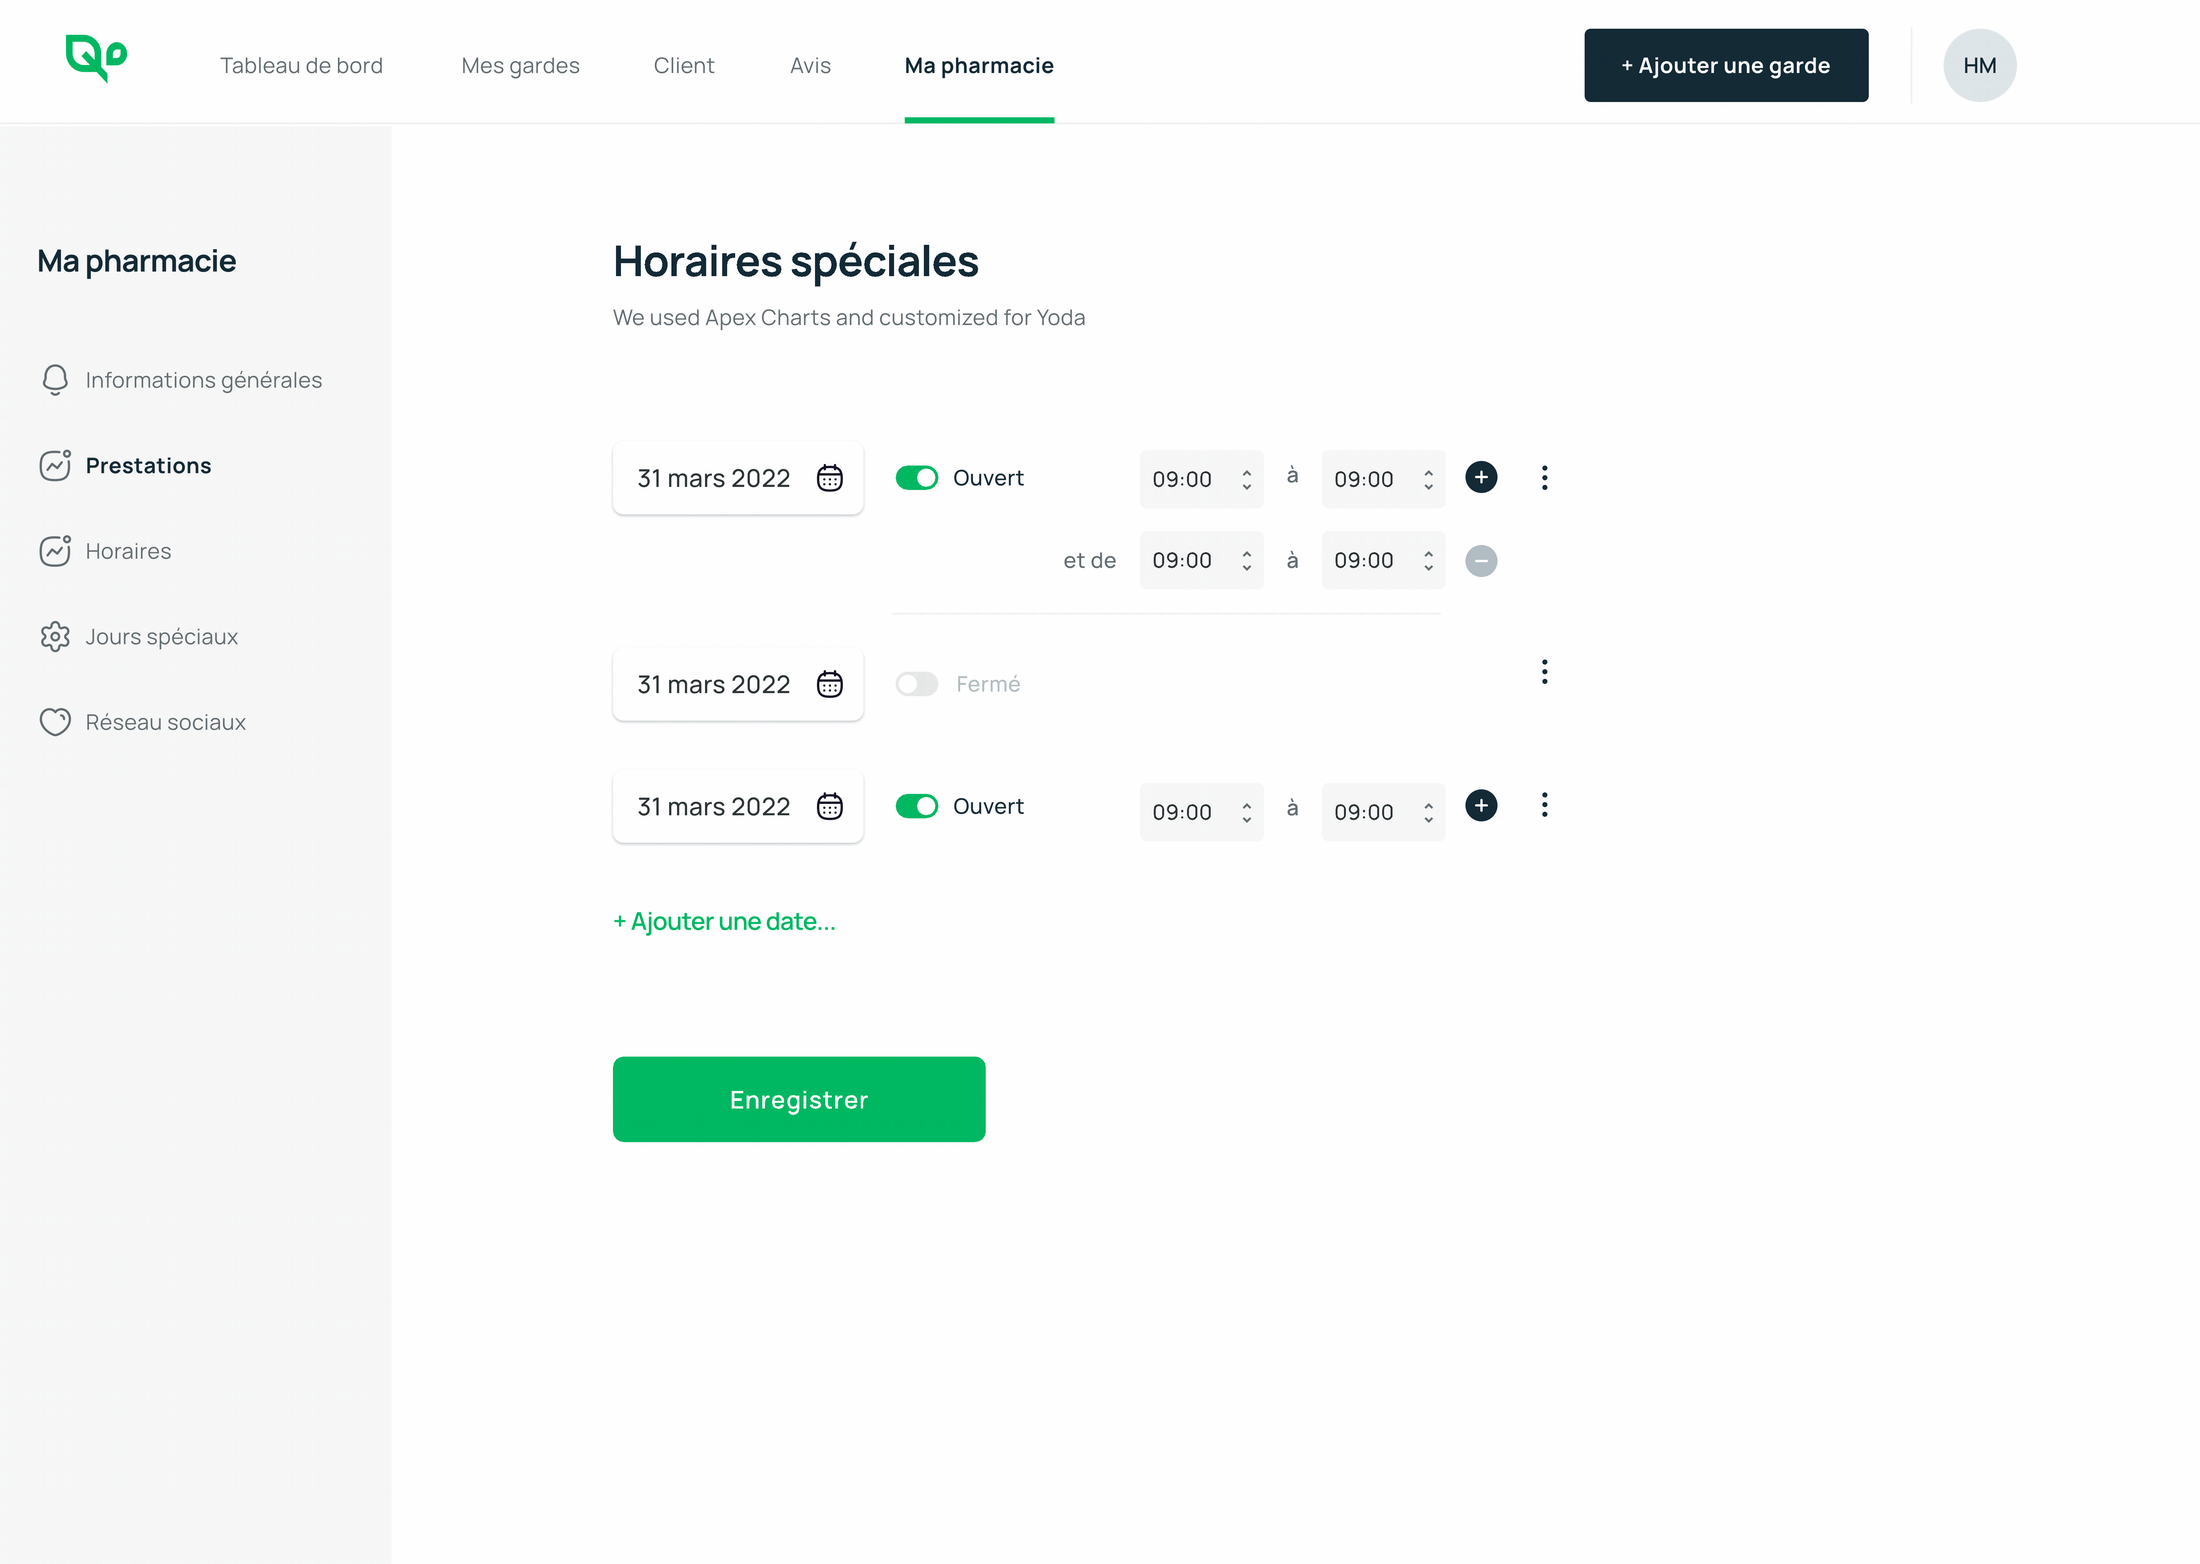 Tableau de bord
Mes gardes
Client
Avis
Ma pharmacie
+ Ajouter une garde
HM
Ma pharmacie
Informations générales
Prestations
Horaires
Jours spéciaux
Réseau sociaux
Horaires spéciales
We used Apex Charts and customized for Yoda
31 mars 2022
Ouvert
09:00
à
09:00
et de
09:00
à
09:00
31 mars 2022
Fermé
31 mars 2022
Ouvert
09:00
à
09:00
+ Ajouter une date...
Enregistrer